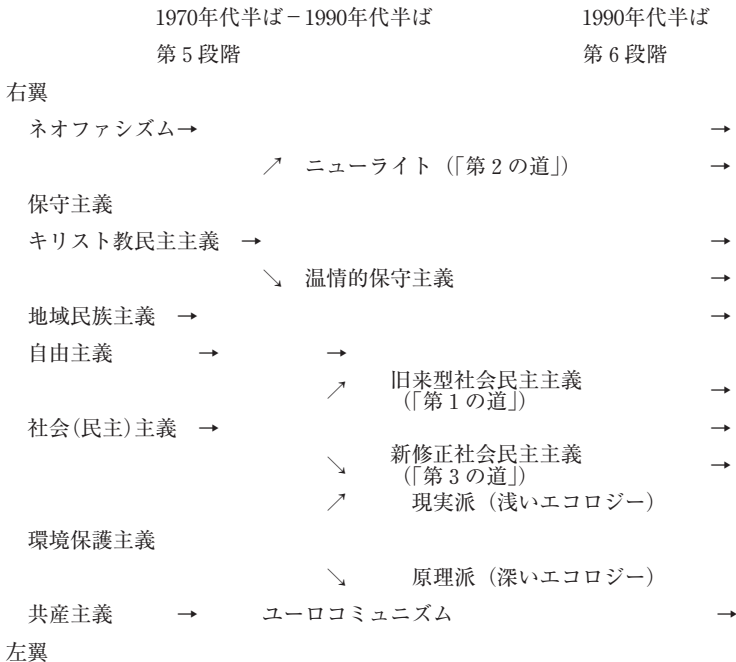 1970年代半ば－1990年代半ば 1990年代半ば
第５段階 第６段階
右翼
ネオファシズム→ →
↗ ニューライト（「第２の道」） →
保守主義
キリスト教民主主義 → →
↘ 温情的保守主義 →
地域民族主義 → →
自由主義 → →
↗ 旧来型社会民主主義 →
（「第１の道」）
社会(民主)主義 → →
↘ 新修正社会民主主義 →
（「第３の道」）
↗ 現実派（浅いエコロジー）
環境保護主義
↘ 原理派（深いエコロジー）
共産主義 → ユーロコミュニズム →
左翼